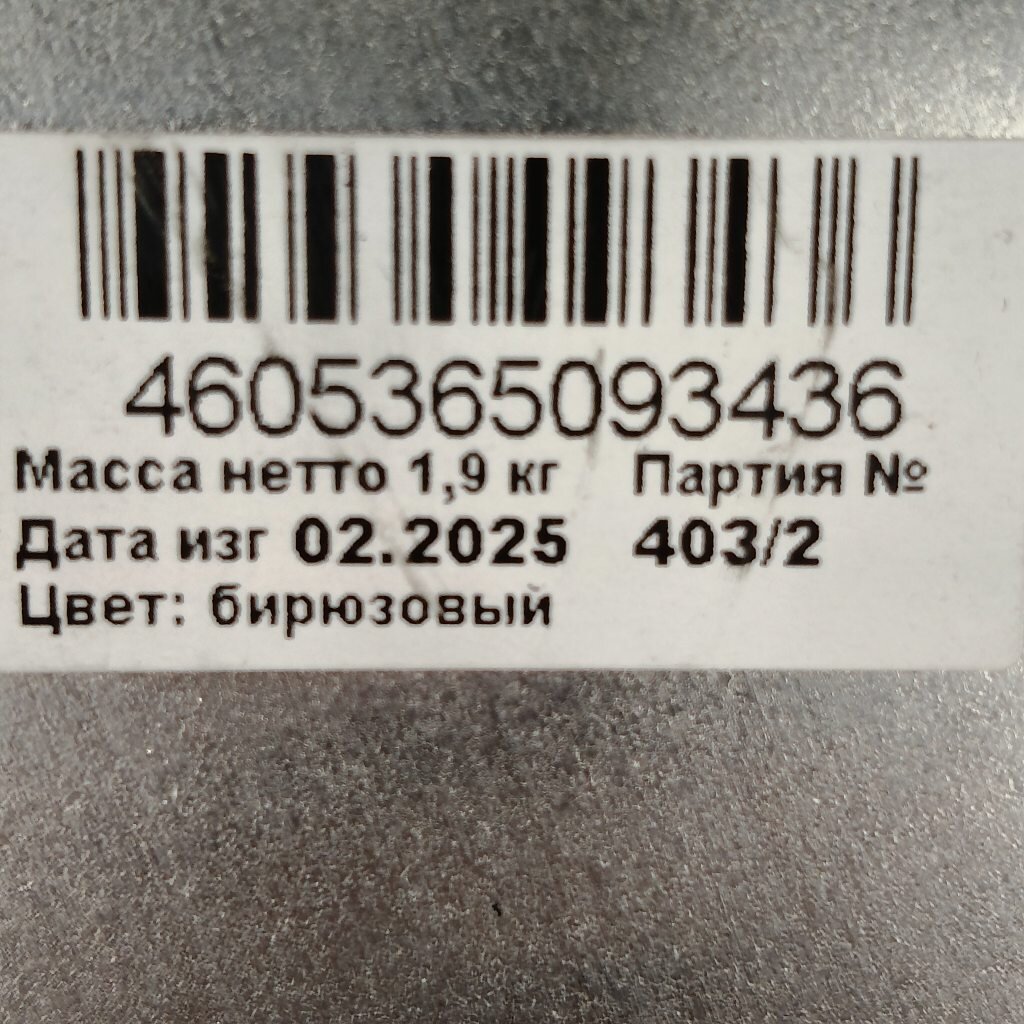 4605365093436
Масса нетто 1,9 кг Партия №
Дата изг 02.2025 403/2
Цвет: бирюзовый